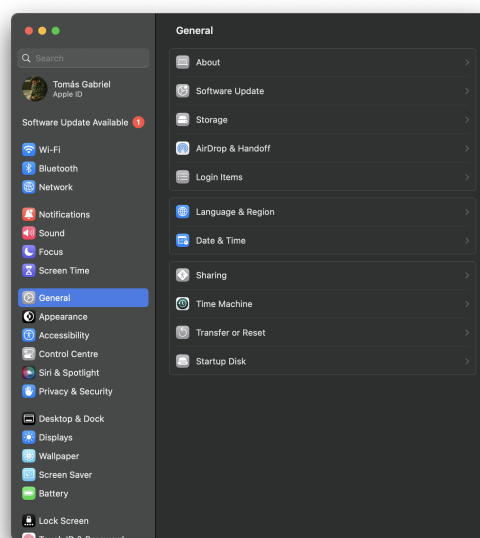 General
Search
Tomás Gabriel
Apple ID
Software Update Available 1
Wi-Fi
Bluetooth
Network
Notifications
Sound
Focus
Screen Time
General
Appearance
Accessibility
Control Centre
Siri & Spotlight
Privacy & Security
Desktop & Dock
Displays
Wallpaper
Screen Saver
Battery
Lock Screen
About
Software Update
Storage
AirDrop & Handoff
Login Items
Language & Region
Date & Time
Sharing
Time Machine
Transfer or Reset
Startup Disk